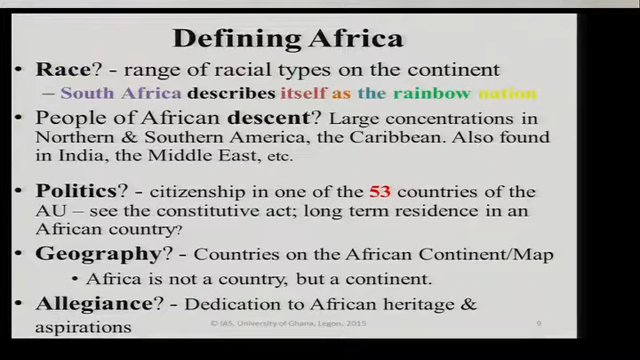 Defining Africa
• Race? - range of racial types on the continent
– South Africa describes itself as the rainbow nation
• People of African descent? Large concentrations in
Northern & Southern America, the Caribbean. Also found
in India, the Middle East, etc.
• Politics? - citizenship in one of the 53 countries of the
AU – see the constitutive act; long term residence in an
African country?
• Geography? - Countries on the African Continent/Map
• Africa is not a country, but a continent.
• Allegiance? - Dedication to African heritage &
aspirations
© IAS, University of Ghana, Legon, 2015
9